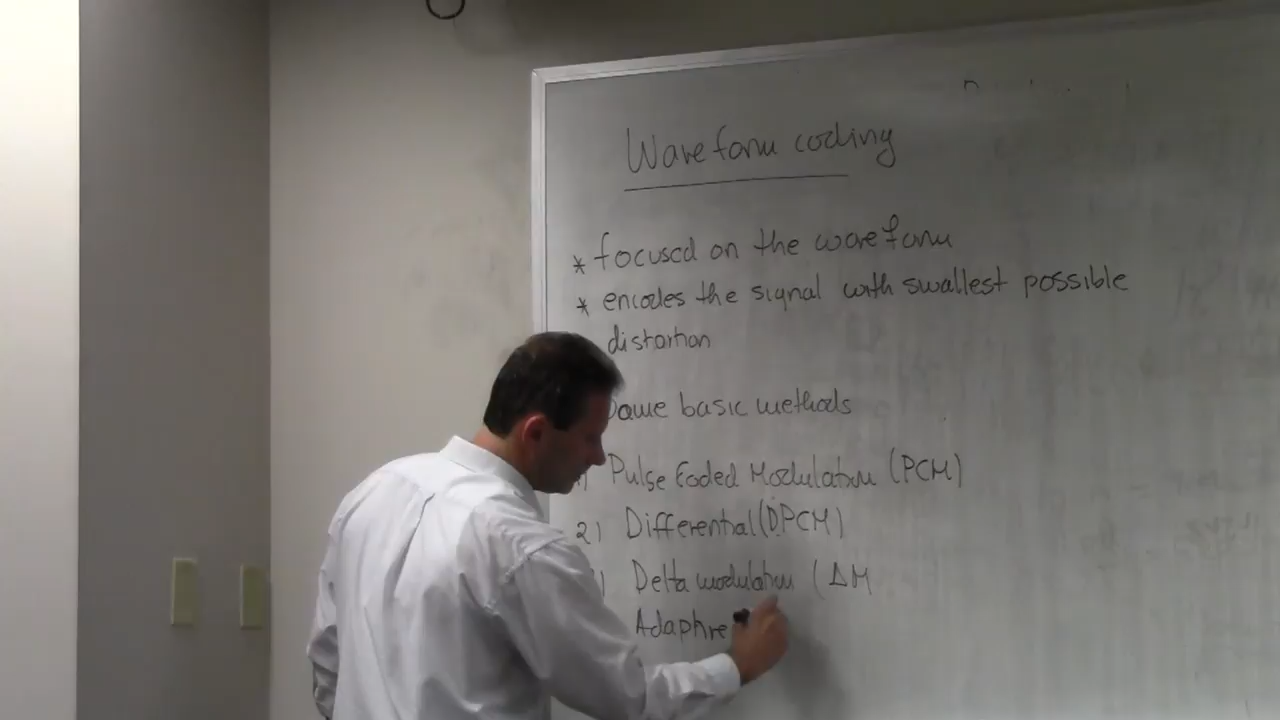 Waveform coding
* focused on the waveform
* encodes the signal with smallest possible
distortion
Some basic methods
1) Pulse Coded Modulation (PCM)
2) Differential (DPCM)
) Delta modulation (ΔM
Adaptive